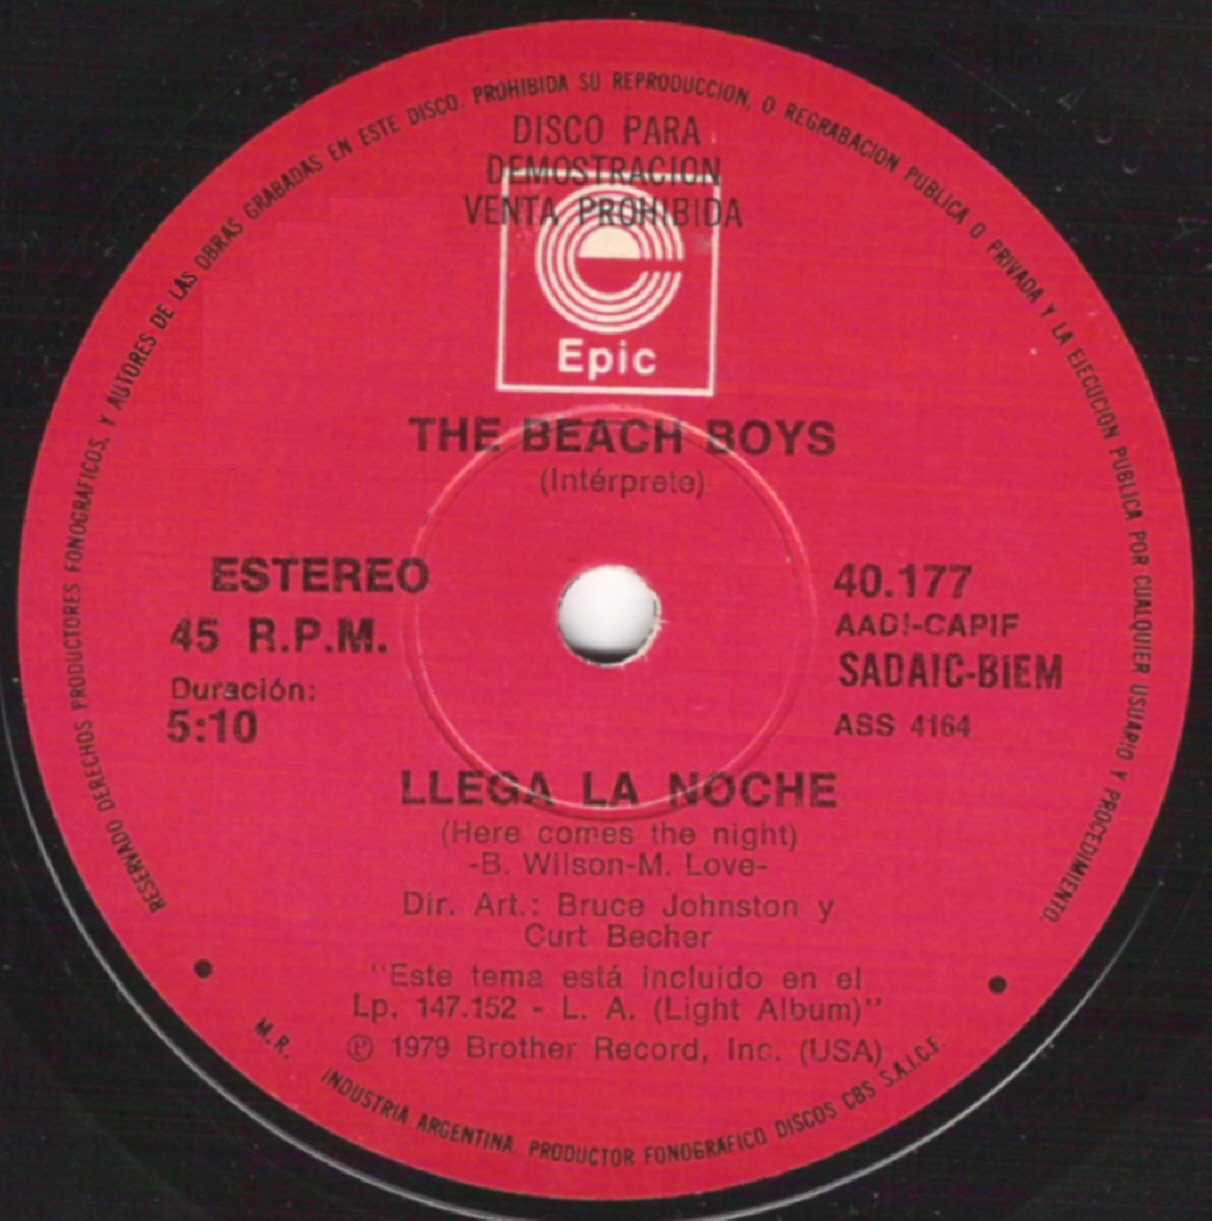 RESERVADO DERECHOS PRODUCTORES FONOGRAFICOS, Y AUTORES DE LAS OBRAS GRABADAS EN ESTE DISCO. PROHIBIDA SU REPRODUCCION, O REGRABACION PUBLICA O PRIVADA Y LA EJECUCION PUBLICA POR CUALQUIER USUARIO Y PROCEDIMIENTO.
DISCO PARA
DEMOSTRACION
VENTA PROHIBIDA
Epic
THE BEACH BOYS
(Intérprete)
ESTEREO
45 R.P.M.
Duración:
5:10
40.177
AADI-CAPIF
SADAIC-BIEM
ASS 4164
LLEGA LA NOCHE
(Here comes the night)
-B. Wilson-M. Love-
Dir. Art.: Bruce Johnston y
Curt Becher
"Este tema está incluido en el
Lp. 147.152 - L. A. (Light Album)"
℗ 1979 Brother Record, Inc. (USA)
M. R. INDUSTRIA ARGENTINA. PRODUCTOR FONOGRAFICO DISCOS CBS S.A.I.C.F.